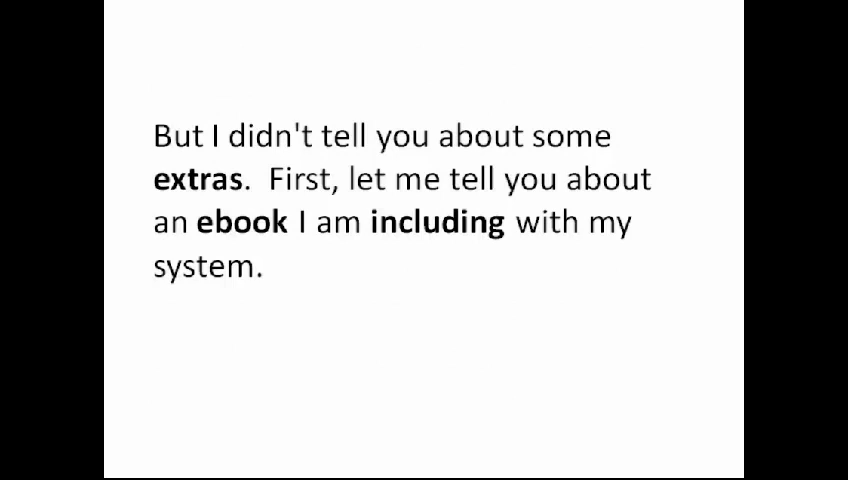 But I didn't tell you about some
extras.  First, let me tell you about
an ebook I am including with my
system.